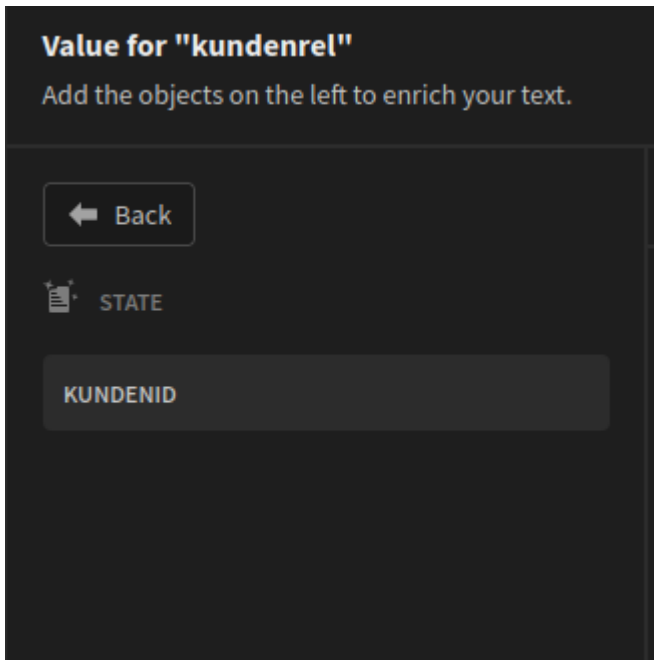 Value for "kundenrel"
Add the objects on the left to enrich your text.
Back
STATE
KUNDENID